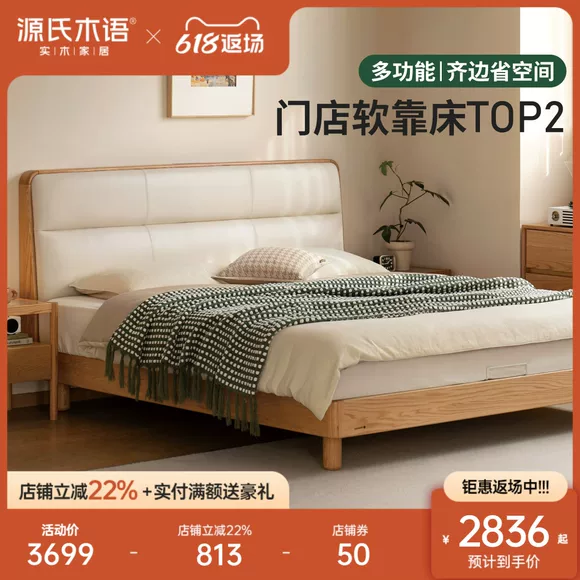 源氏木语®
实木家居
×
618返场
多功能|齐边省空间
门店软靠床TOP2
店铺立减22%+实付满额送豪礼
钜惠返场中!!!
活动价
3699
-
店铺立减22%
813
-
店铺券
50
¥2836起
预计到手价